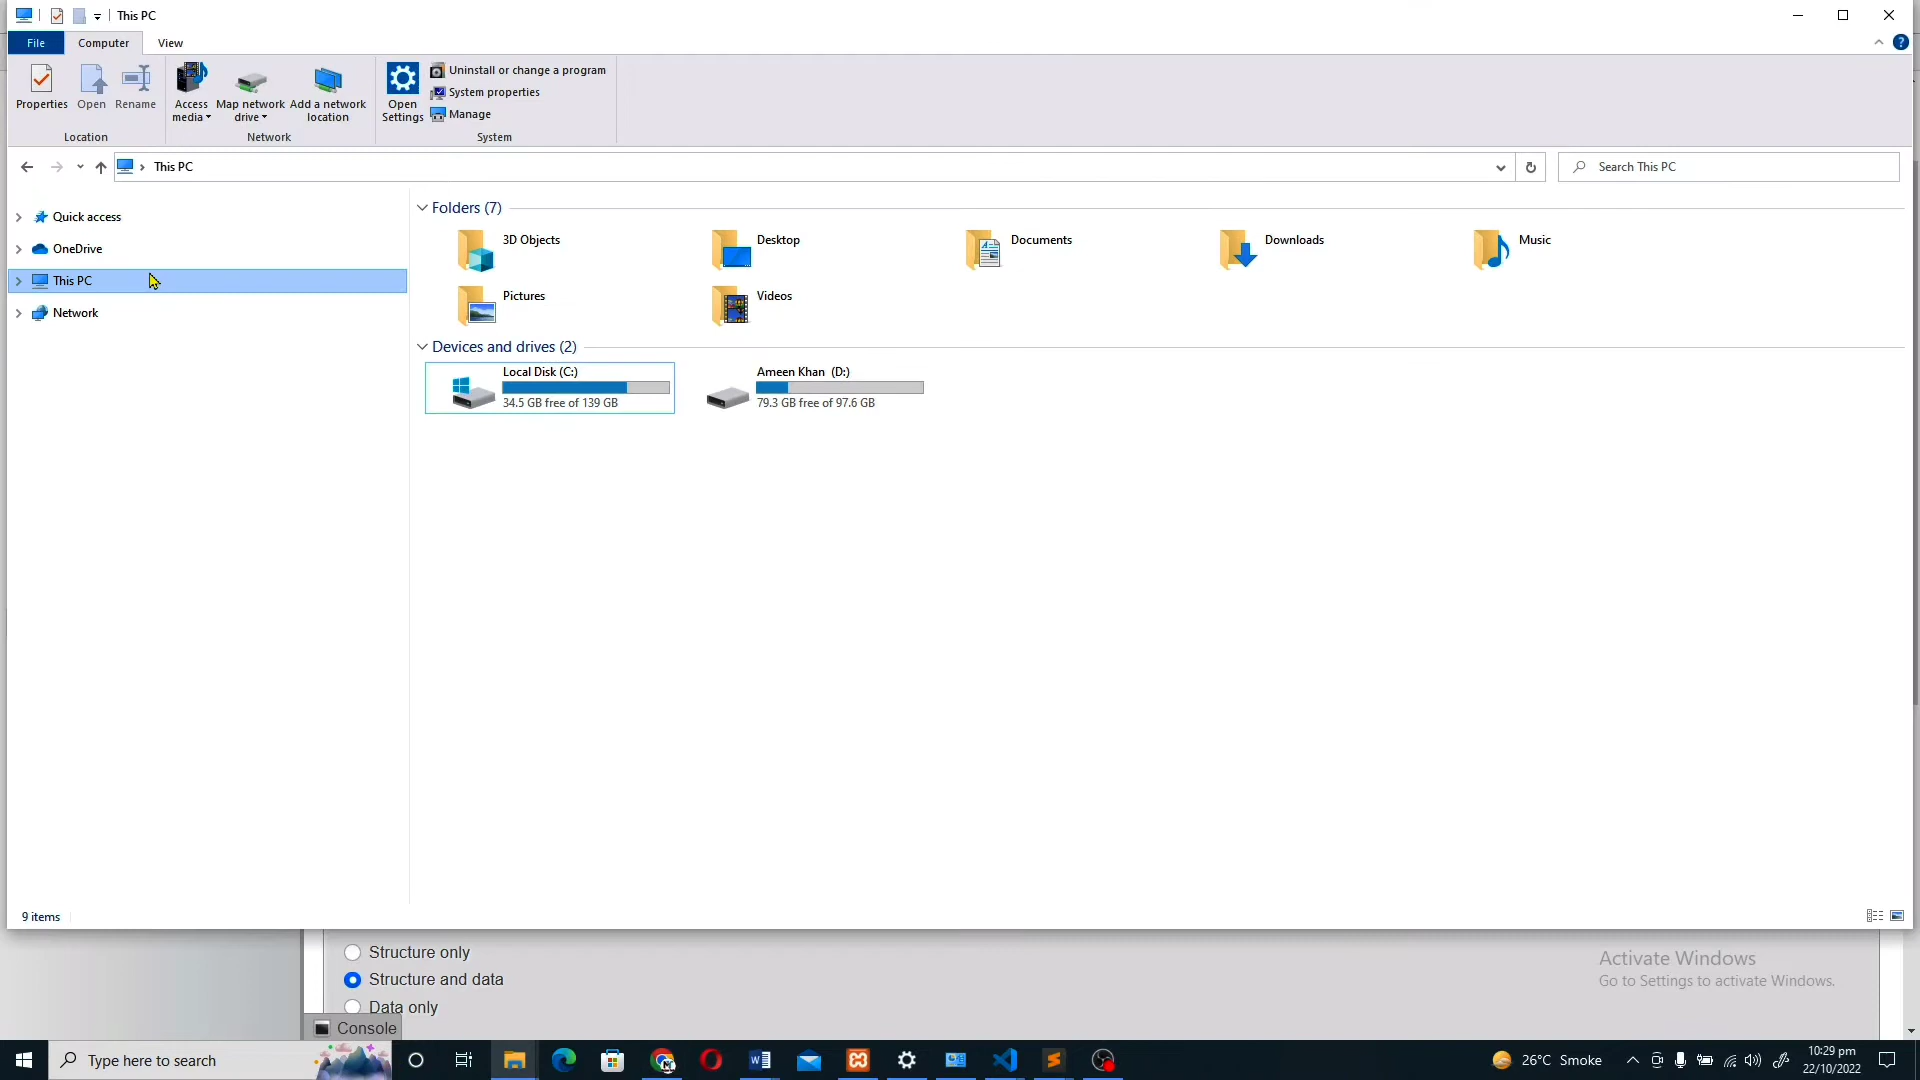 This PC
File
Computer
View
Properties
Open
Rename
Access
media
Map network
drive
Add a network
location
Open
Settings
Uninstall or change a program
System properties
Manage
Location
Network
System
This PC
Search This PC
Quick access
OneDrive
This PC
Network
Folders (7)
3D Objects
Desktop
Documents
Downloads
Music
Pictures
Videos
Devices and drives (2)
Local Disk (C:)
34.5 GB free of 139 GB
Ameen Khan (D:)
79.3 GB free of 97.6 GB
9 items
Structure only
Structure and data
Data only
Console
Activate Windows
Go to Settings to activate Windows.
Type here to search
26°C Smoke
10:29 pm
22/10/2022